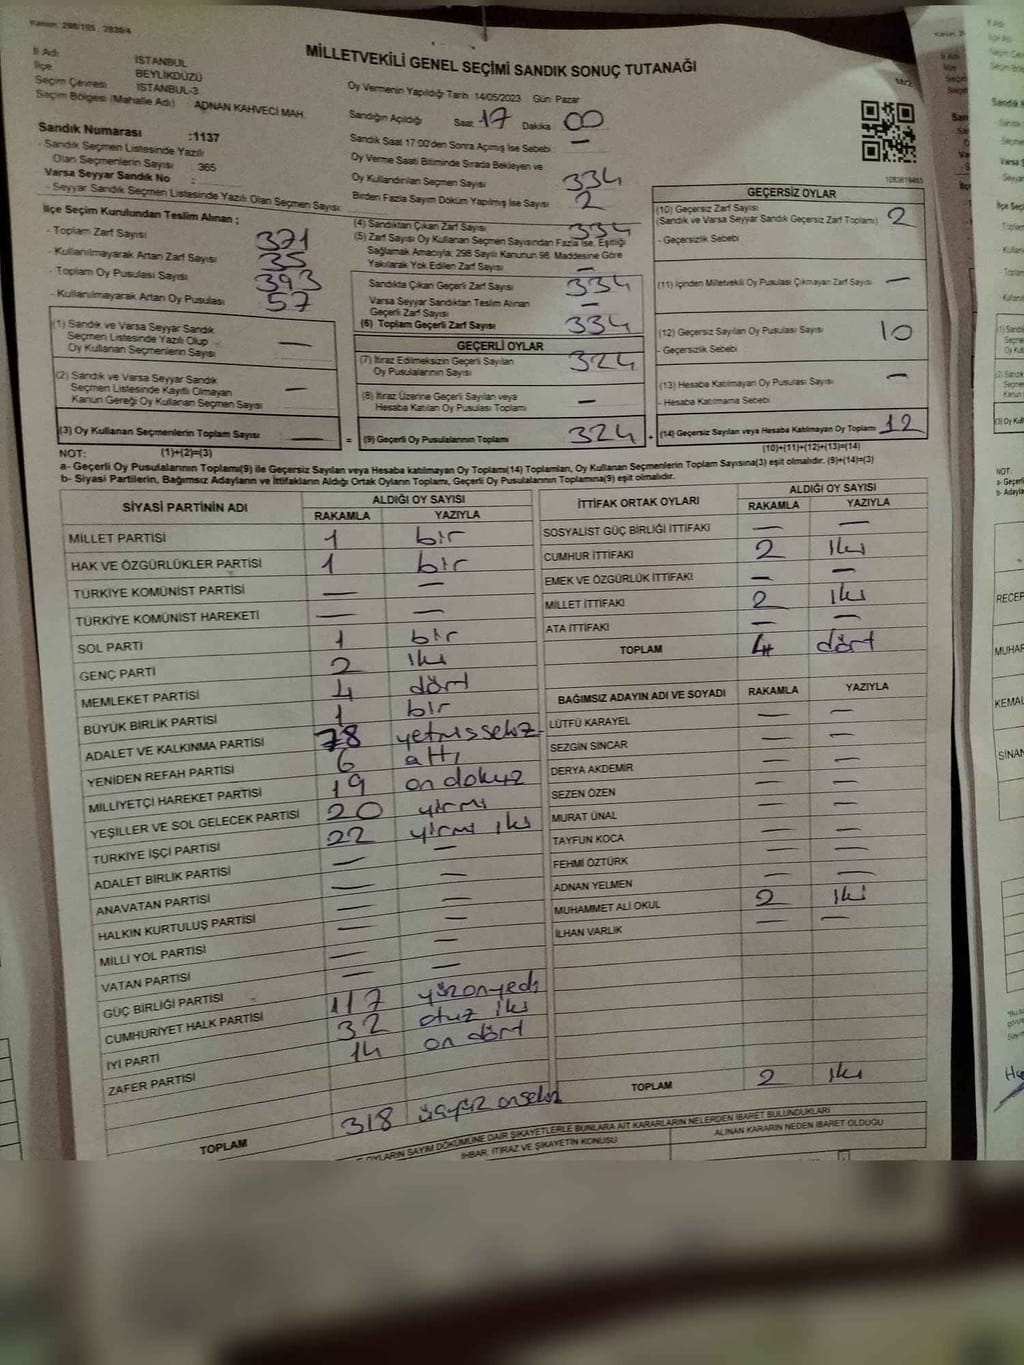 Kanun: 298/105 , 2839/4
MİLLETVEKİLİ GENEL SEÇİMİ SANDIK SONUÇ TUTANAĞI
İl Adı İSTANBUL
İlçe BEYLİKDÜZÜ
Seçim Çevresi İSTANBUL-3
Seçim Bölgesi (Mahalle Adı) ADNAN KAHVECİ MAH.
Sandık Numarası :1137
- Sandık Seçmen Listesinde Yazılı
Olan Seçmenlerin Sayısı 365
Varsa Seyyar Sandık No :
- Seyyar Sandık Seçmen Listesinde Yazılı Olan Seçmen Sayısı:
İlçe Seçim Kurulundan Teslim Alınan ;
- Toplam Zarf Sayısı 371
- Kullanılmayarak Artan Zarf Sayısı 35
- Toplam Oy Pusulası Sayısı 393
- Kullanılmayarak Artan Oy Pusulası 57
(1) Sandık ve Varsa Seyyar Sandık
Seçmen Listesinde Yazılı Olup
Oy Kullanan Seçmenlerin Sayısı —
(2) Sandık ve Varsa Seyyar Sandık
Seçmen Listesinde Kayıtlı Olmayan
Kanun Gereği Oy Kullanan Seçmen Sayısı —
(3) Oy Kullanan Seçmenlerin Toplam Sayısı —
Oy Vermenin Yapıldığı Tarih :14/05/2023 Gün: Pazar
Sandığın Açıldığı Saat 17 Dakika 00
Sandık Saat 17:00'den Sonra Açımış İse Sebebi —
Oy Verme Saati Bitiminde Sırada Bekleyen ve
Oy Kullandırılan Seçmen Sayısı 334
Birden Fazla Sayım Döküm Yapılmış İse Sayısı 2
(4) Sandıktan Çıkan Zarf Sayısı 334
(5) Zarf Sayısı Oy Kullanan Seçmen Sayısından Fazla İse, Eşitliği
Sağlamak Amacıyla; 298 Sayılı Kanunun 98. Maddesine Göre
Yakılarak Yok Edilen Zarf Sayısı —
Sandıkta Çıkan Geçerli Zarf Sayısı 334
Varsa Seyyar Sandıktan Teslim Alınan
Geçerli Zarf Sayısı —
(6) Toplam Geçerli Zarf Sayısı 334
GEÇERLİ OYLAR
(7) İtiraz Edilmeksizin Geçerli Sayılan
Oy Pusulalarının Sayısı 324
(8) İtiraz Üzerine Geçerli Sayılan veya
Hesaba Katılan Oy Pusulası Toplamı —
= (9) Geçerli Oy Pusulalarının Toplamı 324 +
Mrz
1083619465
GEÇERSİZ OYLAR
(10) Geçersiz Zarf Sayısı
(Sandık ve Varsa Seyyar Sandık Geçersiz Zarf Toplamı) 2
- Geçersizlik Sebebi
(11) İçinden Milletvekili Oy Pusulası Çıkmayan Zarf Sayısı —
(12) Geçersiz Sayılan Oy Pusulası Sayısı 10
- Geçersizlik Sebebi
(13) Hesaba Katılmayan Oy Pusulası Sayısı —
- Hesaba Katılmama Sebebi
(14) Geçersiz Sayılan veya Hesaba Katılmayan Oy Toplamı 12
NOT: (1)+(2)=(3) (10)+(11)+(12)+(13)=(14)
a- Geçerli Oy Pusulalarının Toplamı(9) ile Geçersiz Sayılan veya Hesaba katılmayan Oy Toplamı(14) Toplamları, Oy Kullanan Seçmenlerin Toplam Sayısına(3) eşit olmalıdır. (9)+(14)=(3)
b- Siyasi Partilerin, Bağımsız Adayların ve İttifakların Aldığı Ortak Oyların Toplamı, Geçerli Oy Pusulalarının Toplamına(9) eşit olmalıdır.
SİYASİ PARTİNİN ADI ALDIĞI OY SAYISI
RAKAMLA YAZIYLA
MİLLET PARTİSİ 1 bir
HAK VE ÖZGÜRLÜKLER PARTİSİ 1 bir
TÜRKİYE KOMÜNİST PARTİSİ — —
TÜRKİYE KOMÜNİST HAREKETİ — —
SOL PARTİ 1 bir
GENÇ PARTİ 2 iki
MEMLEKET PARTİSİ 4 dört
BÜYÜK BİRLİK PARTİSİ 1 bir
ADALET VE KALKINMA PARTİSİ 78 yetmişsekiz
YENİDEN REFAH PARTİSİ 6 altı
MİLLİYETÇİ HAREKET PARTİSİ 19 on dokuz
YEŞİLLER VE SOL GELECEK PARTİSİ 20 yirmi
TÜRKİYE İŞÇİ PARTİSİ 22 yirmi iki
ADALET BİRLİK PARTİSİ — —
ANAVATAN PARTİSİ — —
HALKIN KURTULUŞ PARTİSİ — —
MİLLİ YOL PARTİSİ — —
VATAN PARTİSİ — —
GÜÇ BİRLİĞİ PARTİSİ — —
CUMHURİYET HALK PARTİSİ 117 yüzonyedi
İYİ PARTİ 32 otuz iki
ZAFER PARTİSİ 14 on dört
TOPLAM 318 üçyüz onsekiz
İTTİFAK ORTAK OYLARI ALDIĞI OY SAYISI
RAKAMLA YAZIYLA
SOSYALİST GÜÇ BİRLİĞİ İTTİFAKI — —
CUMHUR İTTİFAKI 2 iki
EMEK VE ÖZGÜRLÜK İTTİFAKI — —
MİLLET İTTİFAKI 2 iki
ATA İTTİFAKI — —
TOPLAM 4 dört
BAĞIMSIZ ADAYIN ADI VE SOYADI RAKAMLA YAZIYLA
LÜTFÜ KARAYEL — —
SEZGİN SİNCAR — —
DERYA AKDEMİR — —
SEZEN ÖZEN — —
MURAT ÜNAL — —
TAYFUN KOCA — —
FEHMİ ÖZTÜRK — —
ADNAN YELMEN — —
MUHAMMET ALİ OKUL 2 iki
İLHAN VARLIK — —
TOPLAM 2 iki
OYLARIN SAYIM DÖKÜMÜNE DAİR ŞİKAYETLERLE BUNLARA AİT KARARLARIN NELERDEN İBARET BULUNDUKLARI
İHBAR, İTİRAZ VE ŞİKAYETİN KONUSU ALINAN KARARIN NEDEN İBARET OLDUĞU